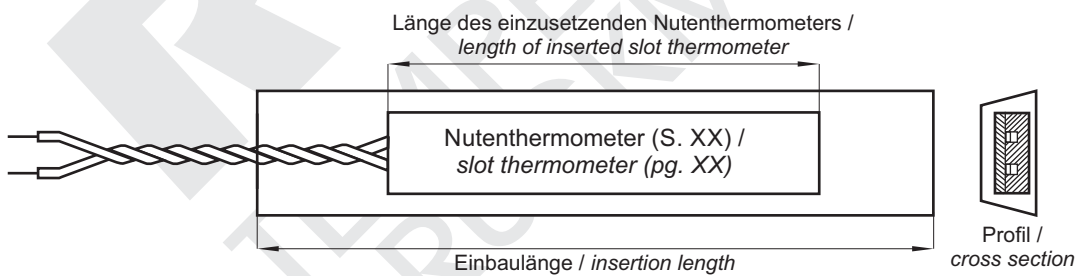 Länge des einzusetzenden Nutenthermometers /
length of inserted slot thermometer
Nutenthermometer (S. XX) /
slot thermometer (pg. XX)
Profil /
cross section
Einbaulänge / insertion length